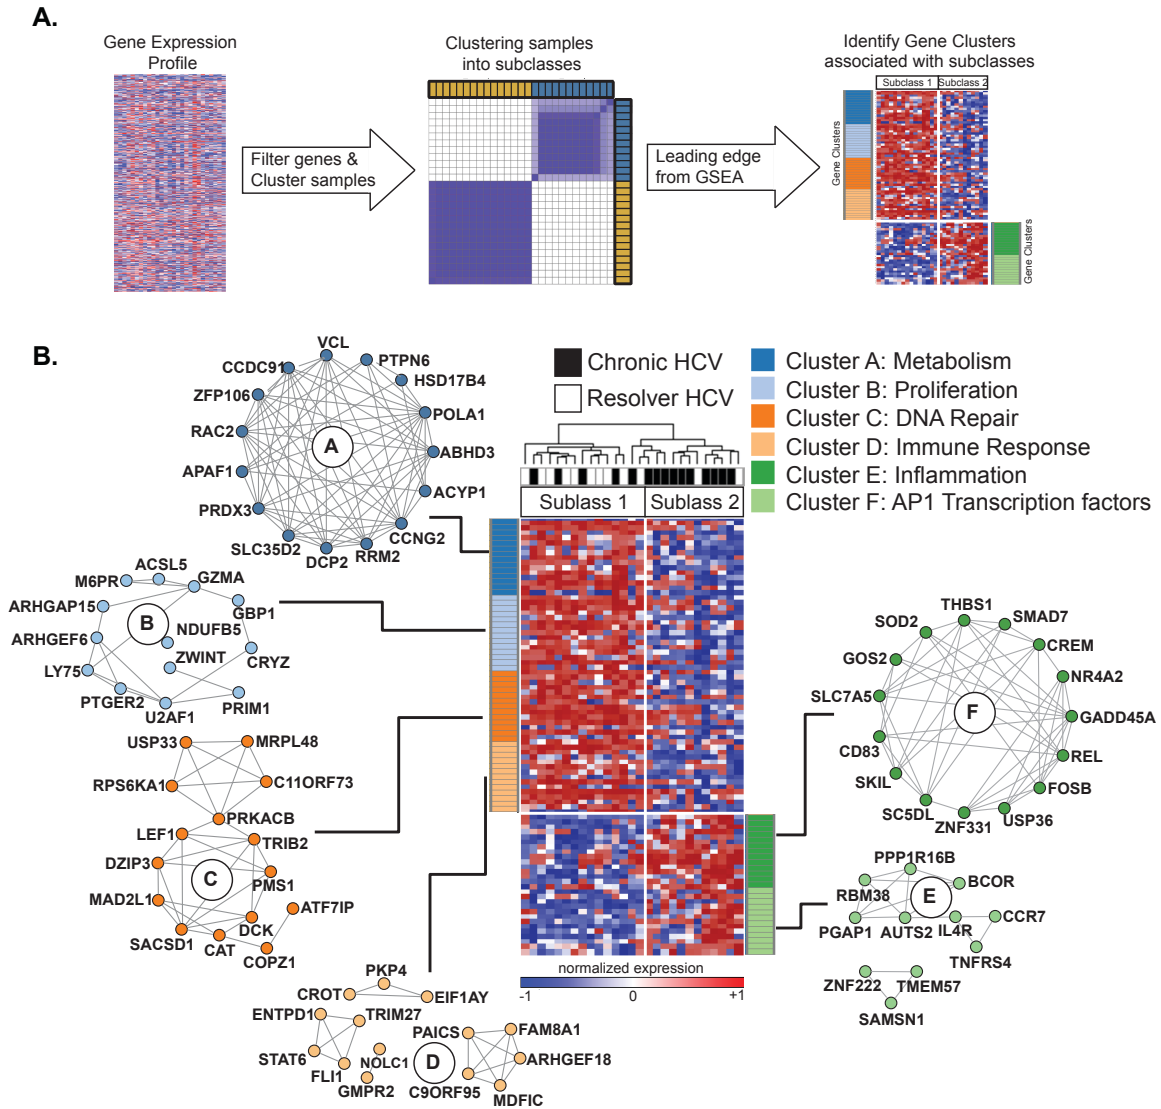 A.
Gene Expression
Profile
Clustering samples
into subclasses
Identify Gene Clusters
associated with subclasses
Subclass 1
Subclass 2
Filter genes &
Cluster samples
Leading edge
from GSEA
Gene Clusters
Gene Clusters
B.
VCL
CCDC91
PTPN6
HSD17B4
ZFP106
POLA1
RAC2
A
ABHD3
APAF1
ACYP1
PRDX3
CCNG2
SLC35D2
DCP2
RRM2
Chronic HCV
Resolver HCV
Cluster A: Metabolism
Cluster B: Proliferation
Cluster C: DNA Repair
Cluster D: Immune Response
Cluster E: Inflammation
Cluster F: AP1 Transcription factors
Sublass 1
Sublass 2
ACSL5
M6PR
GZMA
ARHGAP15
GBP1
B
NDUFB5
ARHGEF6
ZWINT
CRYZ
LY75
PTGER2
U2AF1
PRIM1
USP33
MRPL48
RPS6KA1
C11ORF73
PRKACB
LEF1
TRIB2
DZIP3
C
PMS1
MAD2L1
ATF7IP
DCK
SACSD1
CAT
COPZ1
PKP4
CROT
EIF1AY
ENTPD1
TRIM27
PAICS
FAM8A1
STAT6
NOLC1
D
ARHGEF18
FLI1
GMPR2
C9ORF95
MDFIC
normalized expression
-1
0
+1
THBS1
SOD2
SMAD7
GOS2
CREM
SLC7A5
NR4A2
F
GADD45A
CD83
REL
SKIL
FOSB
SC5DL
ZNF331
USP36
PPP1R16B
BCOR
RBM38
E
CCR7
PGAP1
AUTS2
IL4R
TNFRS4
ZNF222
TMEM57
SAMSN1